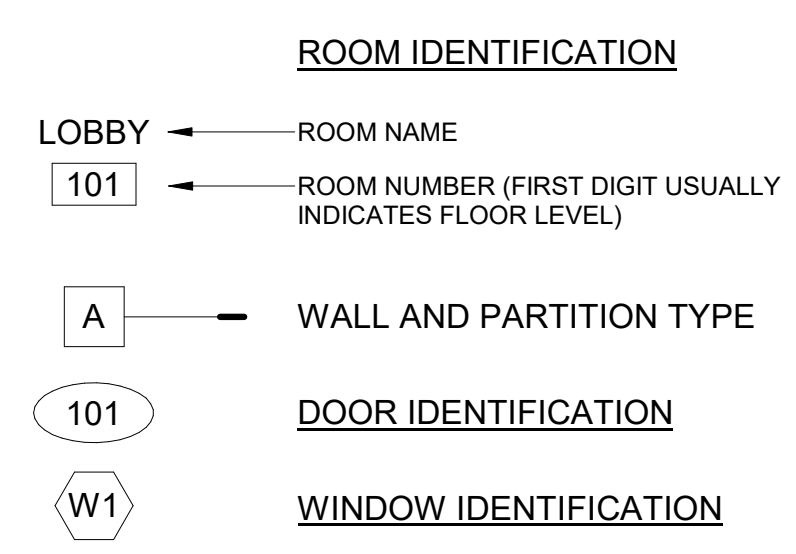 ROOM IDENTIFICATION
LOBBY ROOM NAME
101 ROOM NUMBER (FIRST DIGIT USUALLY
INDICATES FLOOR LEVEL)
A WALL AND PARTITION TYPE
101 DOOR IDENTIFICATION
W1 WINDOW IDENTIFICATION